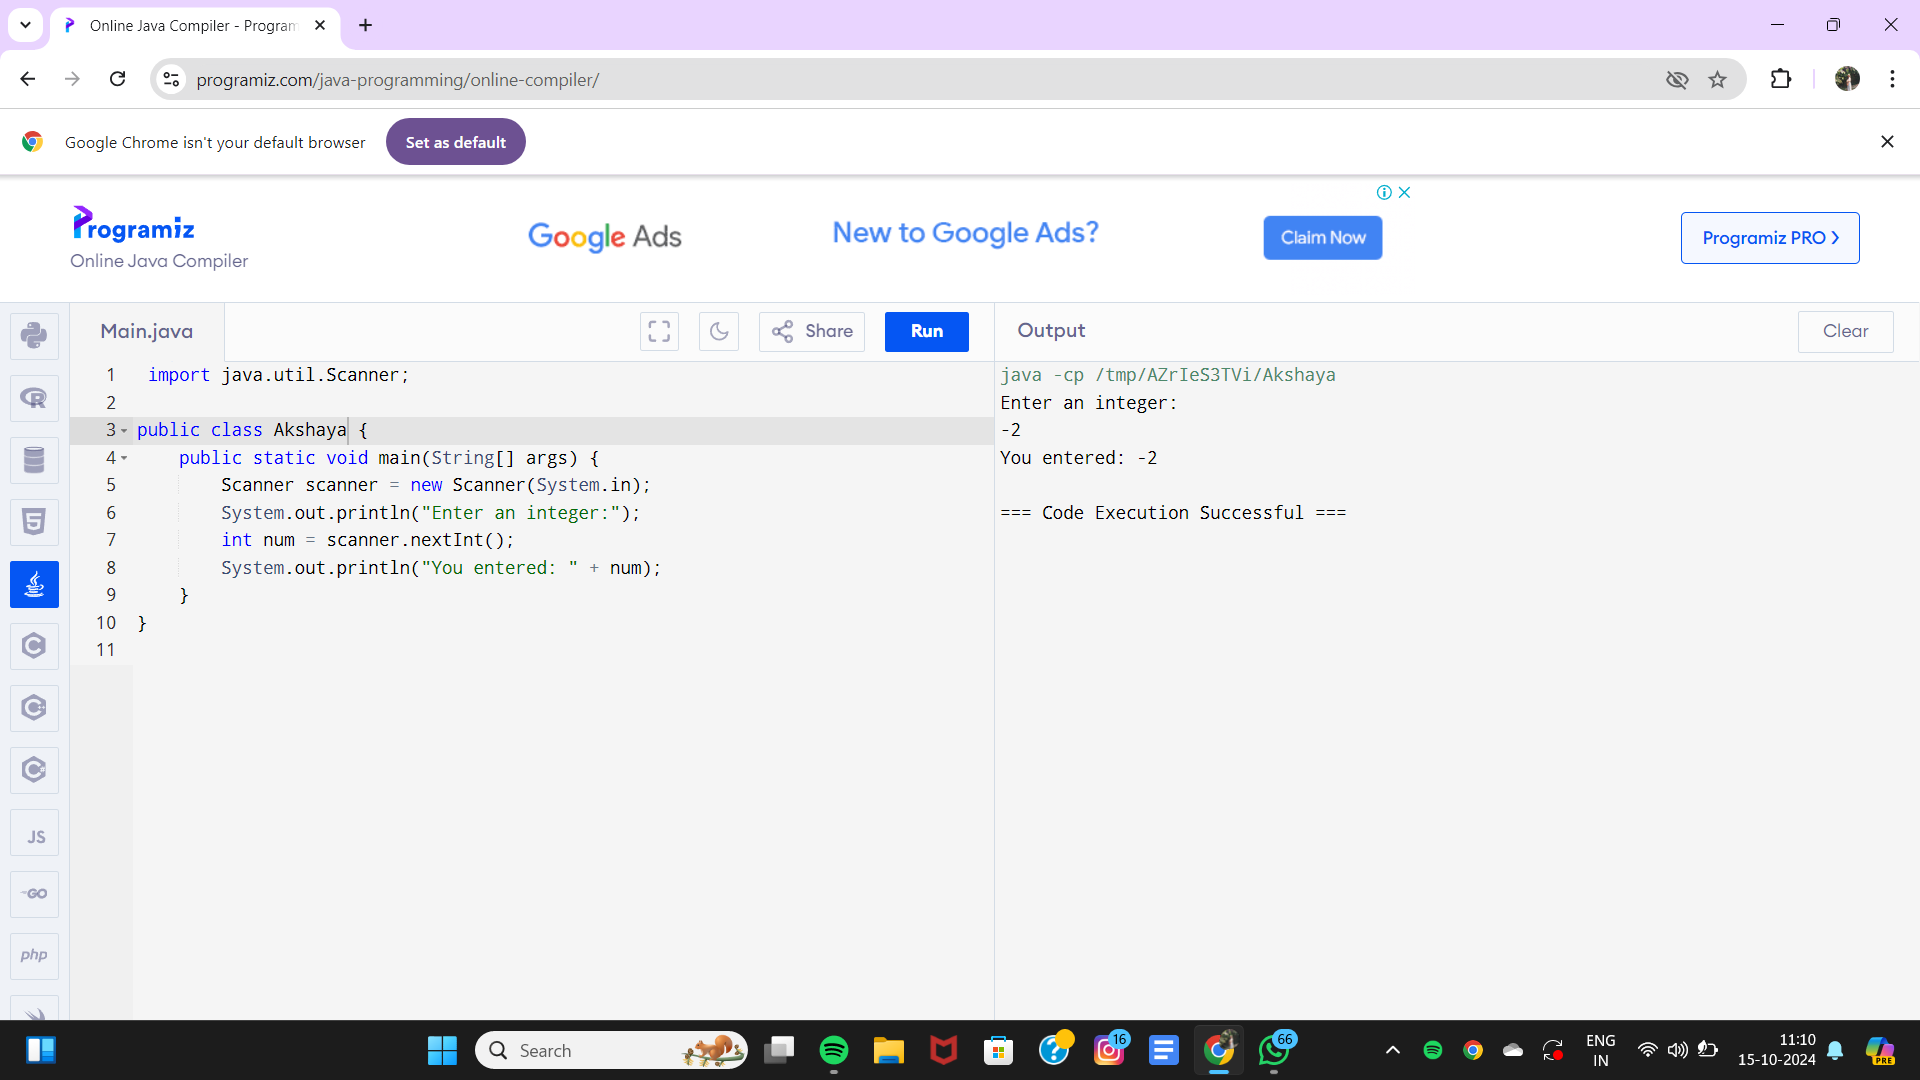 Online Java Compiler - Program
programiz.com/java-programming/online-compiler/
Google Chrome isn't your default browser
Set as default
Programiz
Online Java Compiler
Google Ads
New to Google Ads?
Claim Now
Programiz PRO >
Main.java
Share
Run
Output
Clear
1 import java.util.Scanner;
2
3 public class Akshaya {
4 public static void main(String[] args) {
5 Scanner scanner = new Scanner(System.in);
6 System.out.println("Enter an integer:");
7 int num = scanner.nextInt();
8 System.out.println("You entered: " + num);
9 }
10 }
11
java -cp /tmp/AZrIeS3TVi/Akshaya
Enter an integer:
-2
You entered: -2
=== Code Execution Successful ===
JS
GO
php
Search
16
66
ENG
IN
11:10
15-10-2024
PRE